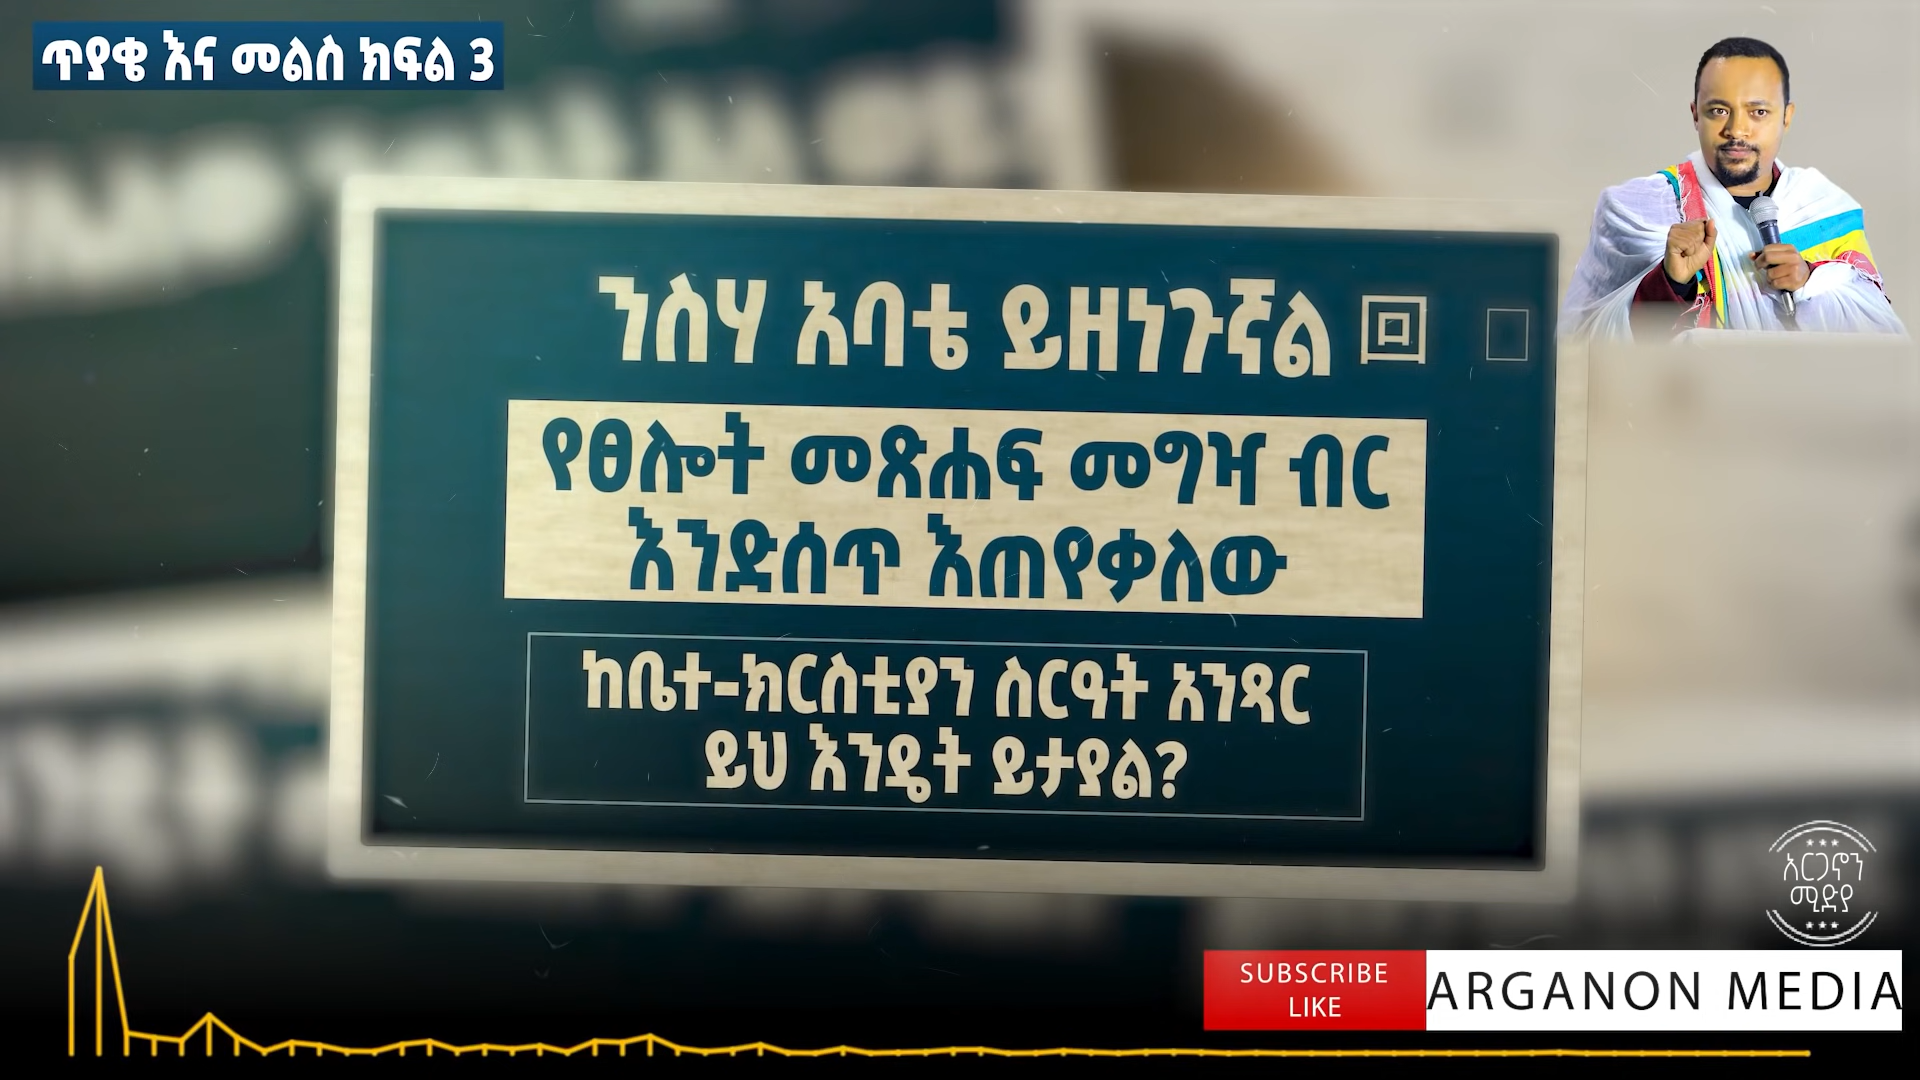 ጥያቄ እና መልስ ክፍል 3
ንስሃ አባቴ ይዘነጉኛል
የፀሎት መጽሐፍ መግዣ ብር
እንድሰጥ እጠየቃለው
ከቤተ-ክርስቲያን ስርዓት አንጻር
ይህ እንዴት ይታያል?
አርጋኖን
ሚድያ
SUBSCRIBE
LIKE
ARGANON MEDIA